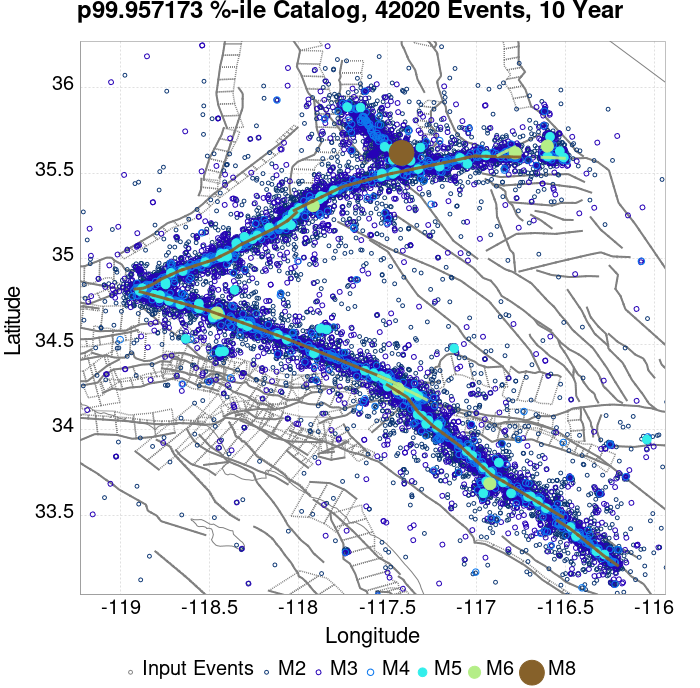 p99.957173 %-ile Catalog, 42020 Events, 10 Year
36
35.5
35
34.5
34
33.5
Latitude
-119
-118.5
-118
-117.5
-117
-116.5
-116
Longitude
Input Events
M2
M3
M4
M5
M6
M8